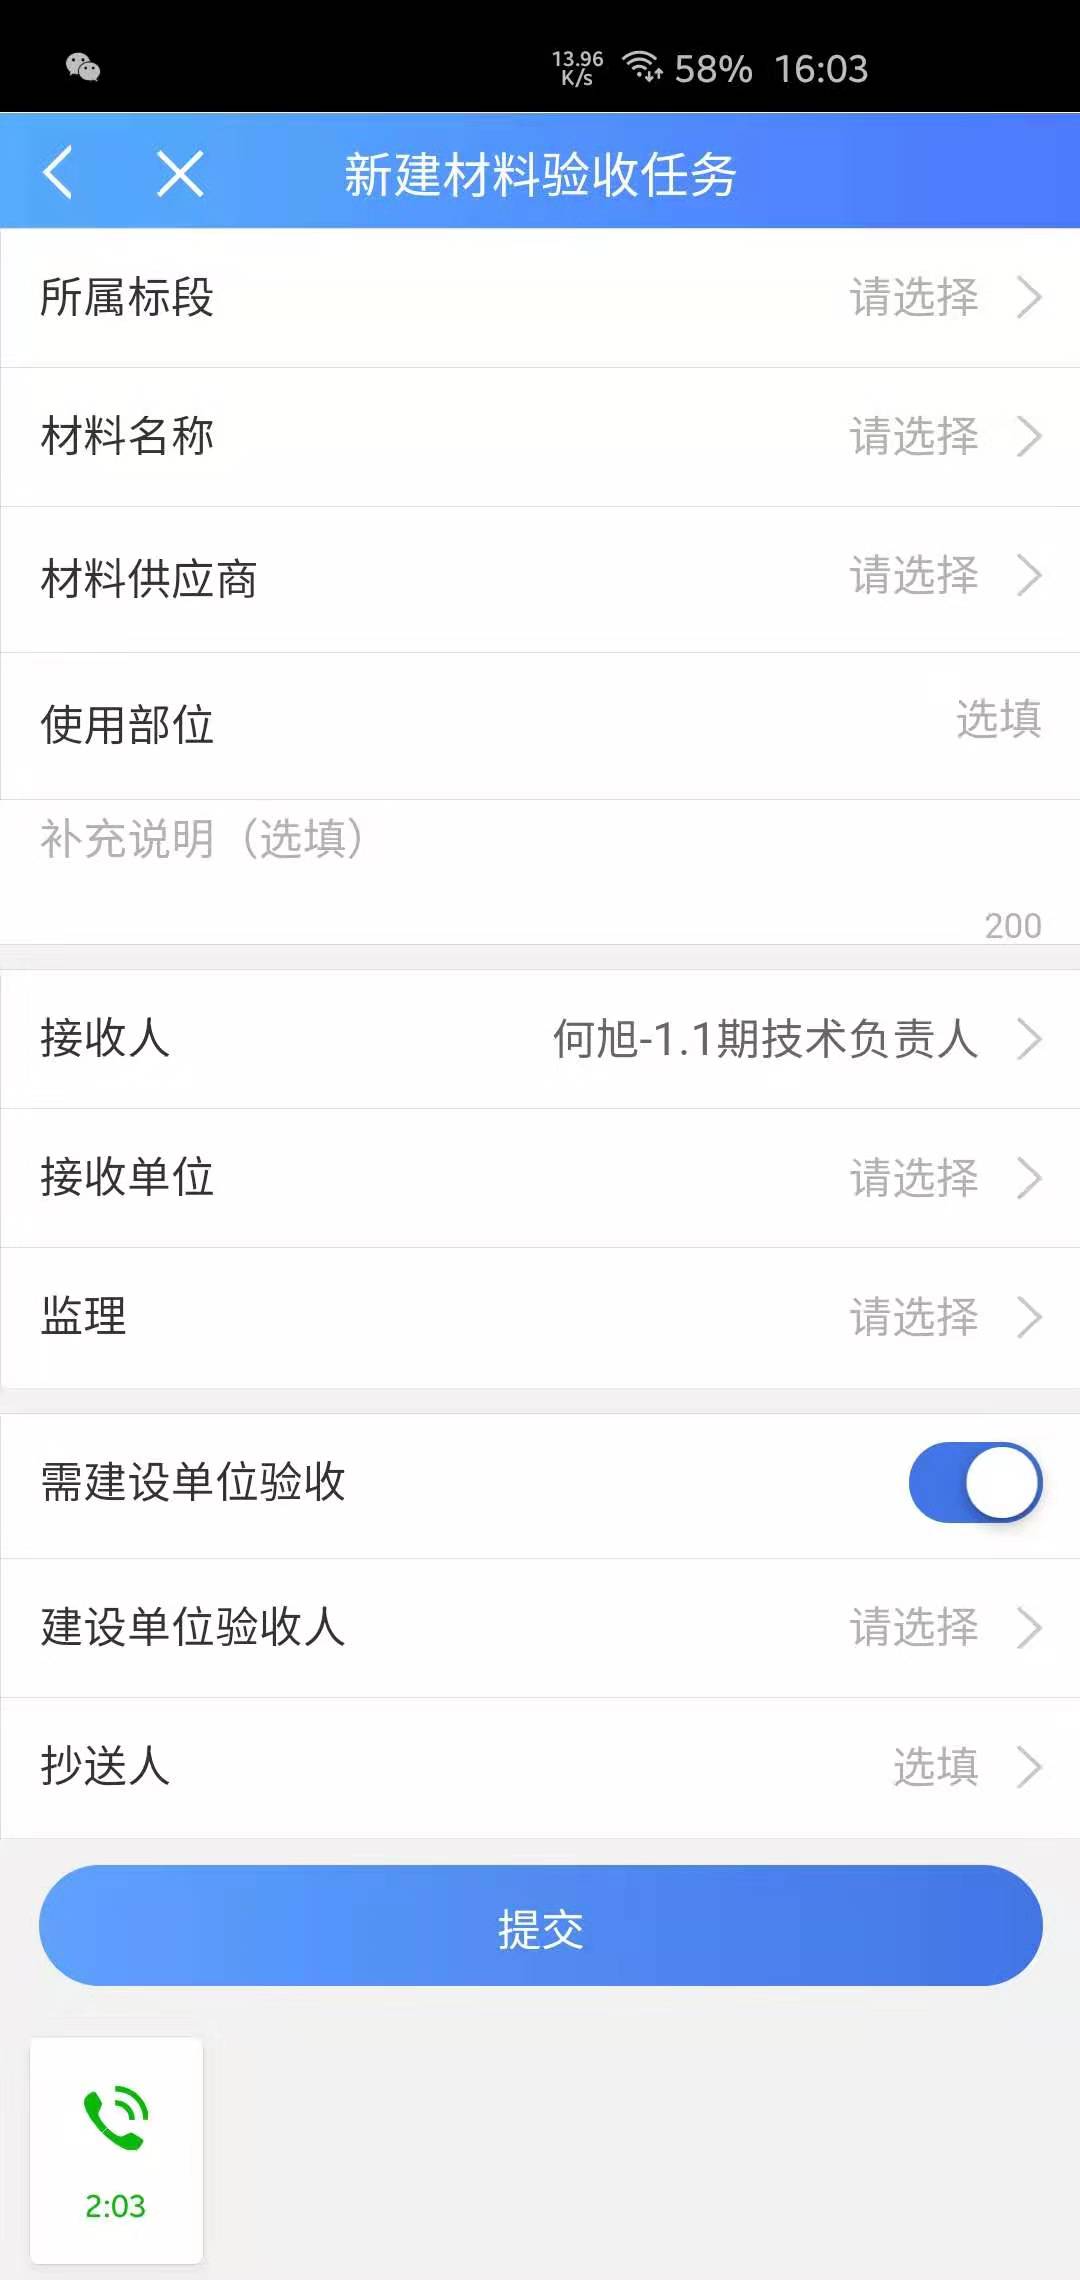 13.96
K/s
58% 16:03
新建材料验收任务
所属标段 请选择
材料名称 请选择
材料供应商 请选择
使用部位 选填
补充说明（选填）
200
接收人 何旭-1.1期技术负责人
接收单位 请选择
监理 请选择
需建设单位验收
建设单位验收人 请选择
抄送人 选填
提交
2:03